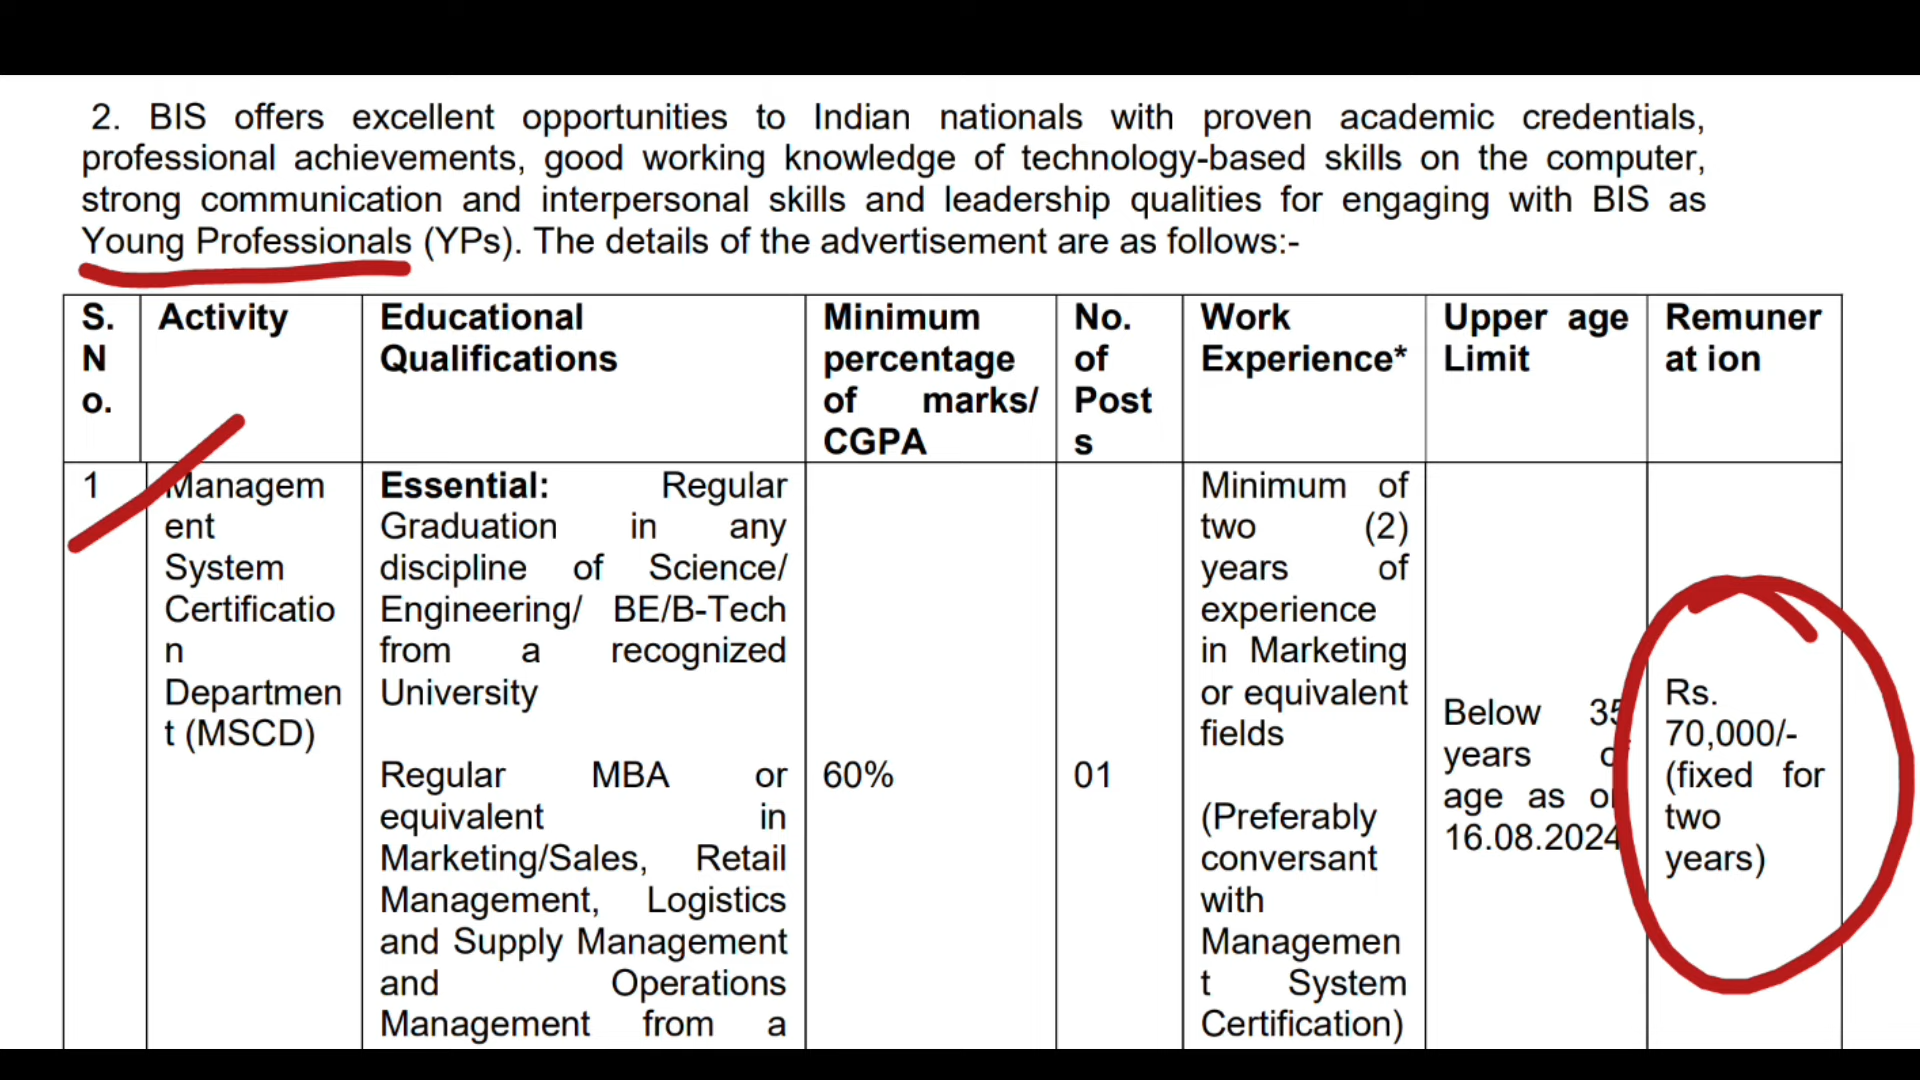 2. BIS offers excellent opportunities to Indian nationals with proven academic credentials,
professional achievements, good working knowledge of technology-based skills on the computer,
strong communication and interpersonal skills and leadership qualities for engaging with BIS as
Young Professionals (YPs). The details of the advertisement are as follows:-
S.
N
o.
Activity
Educational
Qualifications
Minimum
percentage
of marks/
CGPA
No.
of
Post
s
Work
Experience*
Upper age
Limit
Remuner
at ion
1
Managem
ent
System
Certificatio
n
Departmen
t (MSCD)
Essential: Regular
Graduation in any
discipline of Science/
Engineering/ BE/B-Tech
from a recognized
University
Regular MBA or
equivalent in
Marketing/Sales, Retail
Management, Logistics
and Supply Management
and Operations
Management from a
60%
01
Minimum of
two (2)
years of
experience
in Marketing
or equivalent
fields
(Preferably
conversant
with
Managemen
t System
Certification)
Below 35
years of
age as on
16.08.2024
Rs.
70,000/-
(fixed for
two
years)